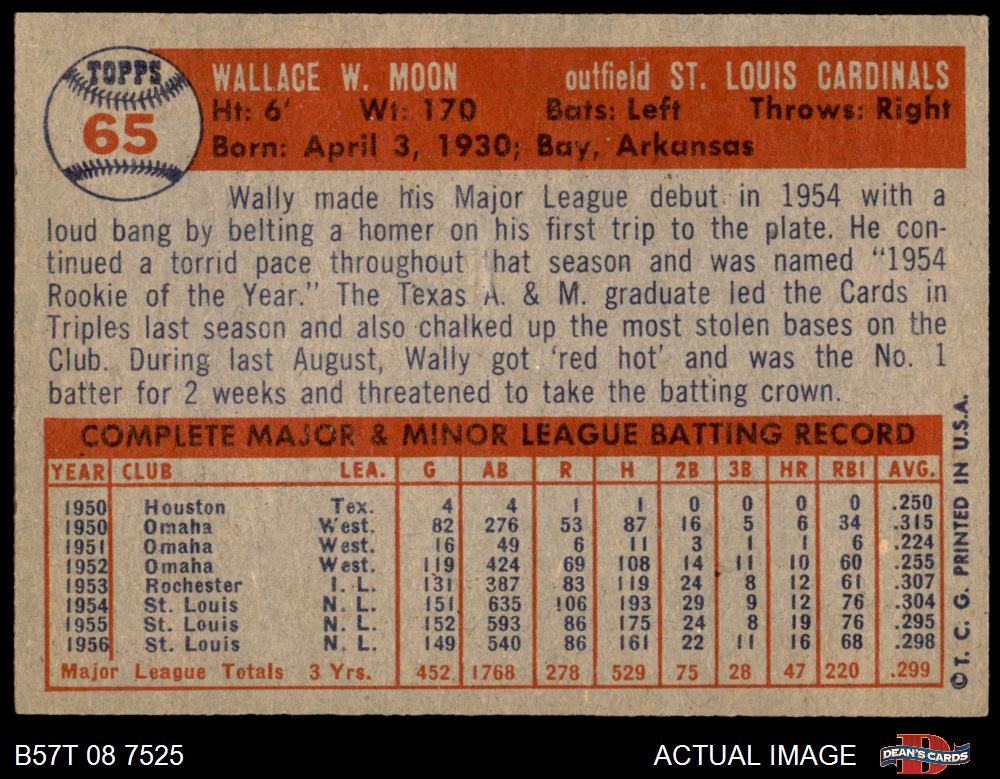 TOPPS
65
WALLACE W. MOON outfield ST. LOUIS CARDINALS
Ht: 6' Wt: 170 Bats: Left Throws: Right
Born: April 3, 1930; Bay, Arkansas
Wally made his Major League debut in 1954 with a
loud bang by belting a homer on his first trip to the plate. He con-
tinued a torrid pace throughout that season and was named "1954
Rookie of the Year." The Texas A. & M. graduate led the Cards in
Triples last season and also chalked up the most stolen bases on the
Club. During last August, Wally got 'red hot' and was the No. 1
batter for 2 weeks and threatened to take the batting crown.
COMPLETE MAJOR & MINOR LEAGUE BATTING RECORD
YEAR CLUB LEA. G AB R H 2B 3B HR RBI AVG.
1950 Houston Tex. 4 4 1 1 0 0 0 0 .250
1950 Omaha West. 82 276 53 87 16 5 6 34 .315
1951 Omaha West. 16 49 6 11 3 1 1 6 .224
1952 Omaha West. 119 424 69 108 14 11 10 60 .255
1953 Rochester I. L. 131 387 83 119 24 8 12 61 .307
1954 St. Louis N. L. 151 635 106 193 29 9 12 76 .304
1955 St. Louis N. L. 152 593 86 175 24 8 19 76 .295
1956 St. Louis N. L. 149 540 86 161 22 11 16 68 .298
Major League Totals 3 Yrs. 452 1768 278 529 75 28 47 220 .299
©T. C. G. PRINTED IN U.S.A.
B57T 08 7525 ACTUAL IMAGE DEAN'S CARDS